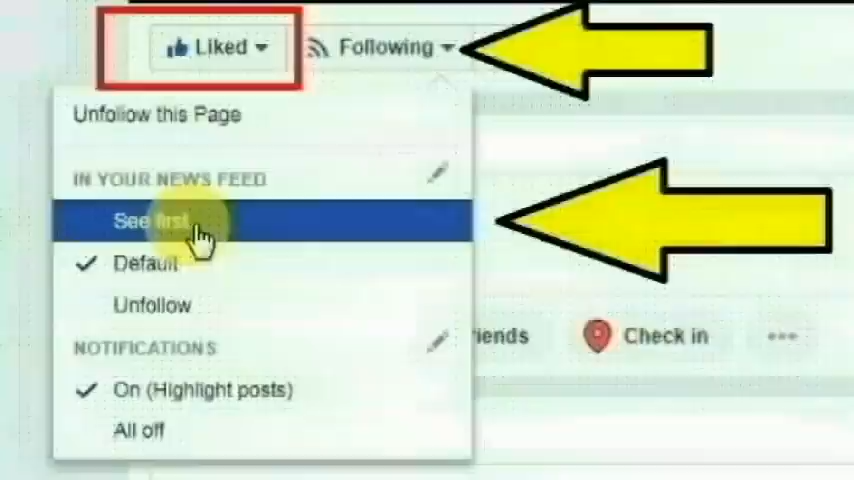 Liked Following
Unfollow this Page
IN YOUR NEWS FEED
See first
Default
Unfollow
NOTIFICATIONS
On (Highlight posts)
All off
riends Check in